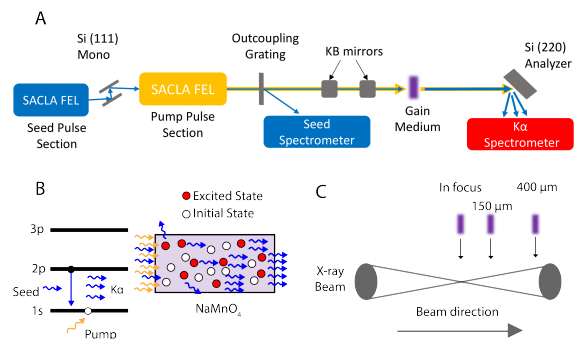 A
Si (111)
Mono
Outcoupling
Grating
KB mirrors
Si (220)
Analyzer
SACLA FEL
SACLA FEL
Seed Pulse
Section
Pump Pulse
Section
Seed
Spectrometer
Gain
Medium
Kα
Spectrometer
B
Excited State
Initial State
3p
2p
Seed
Kα
1s
Pump
NaMnO4
C
In focus
150 μm
400 μm
X-ray
Beam
Beam direction